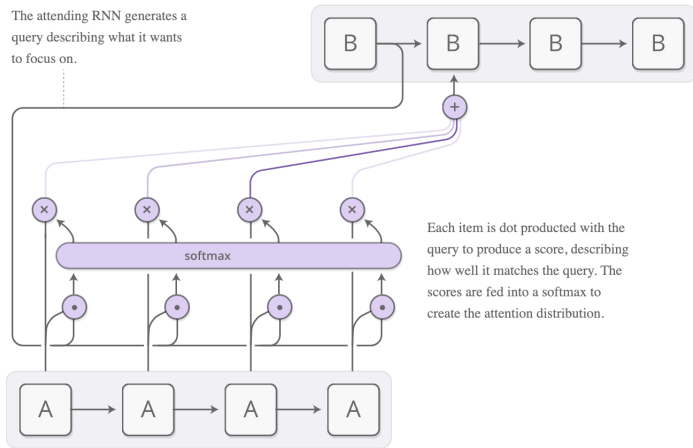 The attending RNN generates a
query describing what it wants
to focus on.
B
B
B
B
+
×
×
×
×
softmax
Each item is dot producted with the
query to produce a score, describing
how well it matches the query. The
scores are fed into a softmax to
create the attention distribution.
A
A
A
A